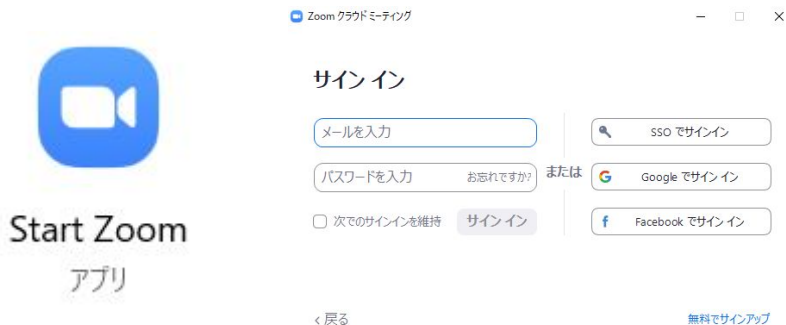 Start Zoom
アプリ
Zoom クラウド ミーティング
サイン イン
メールを入力
パスワードを入力 お忘れですか?
次でのサインインを維持 サイン イン
または
SSO でサインイン
Google でサイン イン
Facebook でサイン イン
‹ 戻る
無料でサインアップ